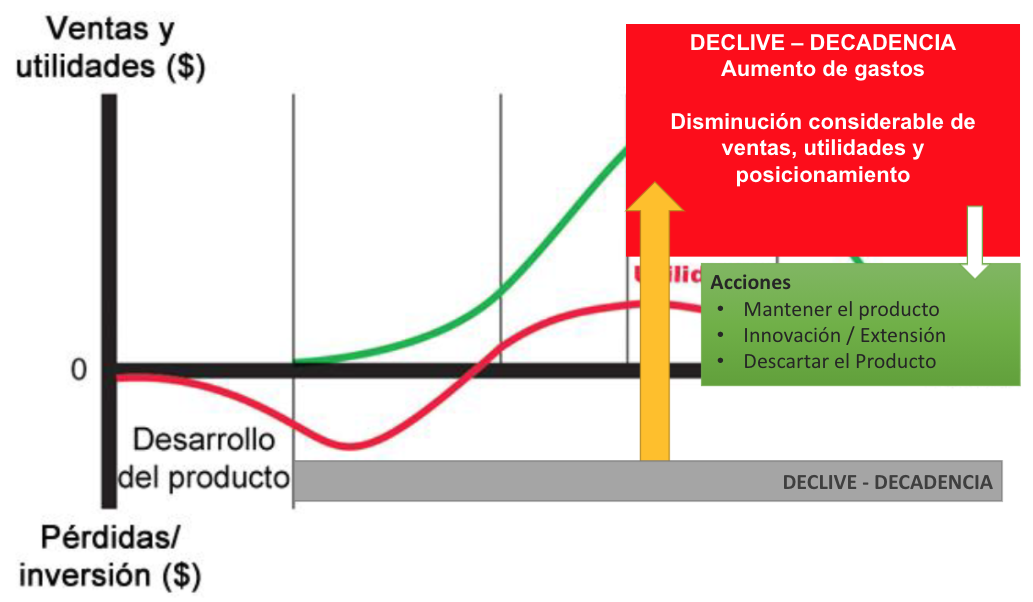 Ventas y
utilidades ($)
DECLIVE – DECADENCIA
Aumento de gastos
Disminución considerable de
ventas, utilidades y
posicionamiento
Acciones
• Mantener el producto
• Innovación / Extensión
• Descartar el Producto
0
Desarrollo
del producto
DECLIVE - DECADENCIA
Pérdidas/
inversión ($)